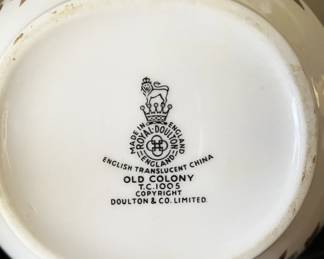 MADE IN ENGLAND
ROYAL·DOULTON
ENGLAND
ENGLISH TRANSLUCENT CHINA
OLD COLONY
T.C.1005
COPYRIGHT
DOULTON & CO. LIMITED.